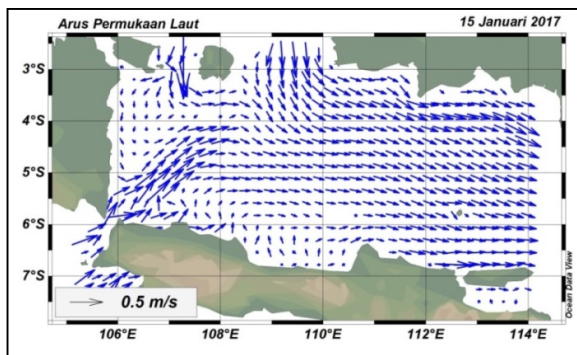 Arus Permukaan Laut
15 Januari 2017
3°S
4°S
5°S
6°S
7°S
0.5 m/s
Ocean Data View
106°E
108°E
110°E
112°E
114°E